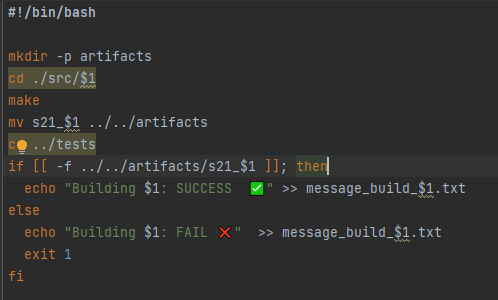 #!/bin/bash
mkdir -p artifacts
cd ./src/$1
make
mv s21_$1 ../../artifacts
c ../tests
if [[ -f ../../artifacts/s21_$1 ]]; then
echo "Building $1: SUCCESS ✅" >> message_build_$1.txt
else
echo "Building $1: FAIL ❌" >> message_build_$1.txt
exit 1
fi